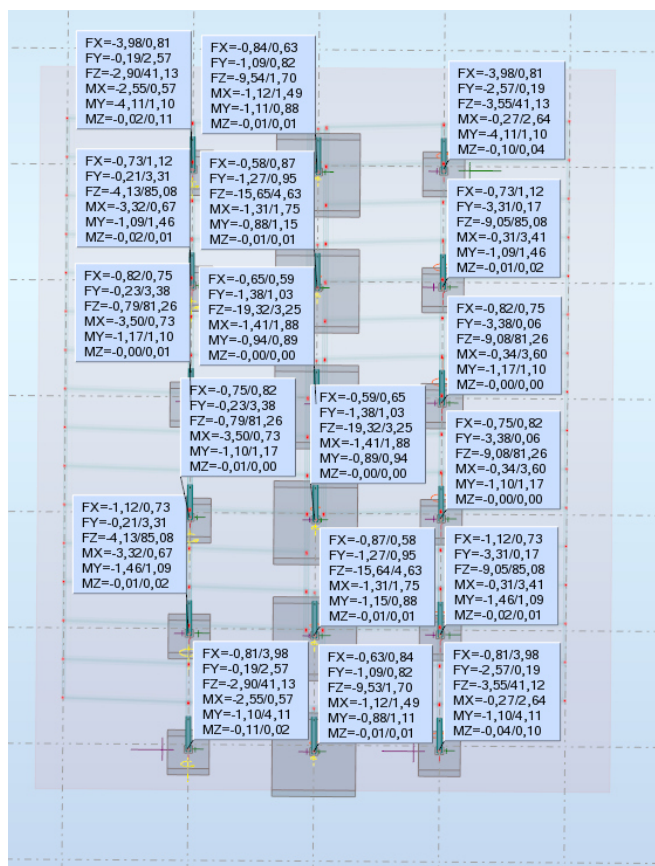 FX=-3,98/0,81
FY=-0,19/2,57
FZ=-2,90/41,13
MX=-2,55/0,57
MY=-4,11/1,10
MZ=-0,02/0,11
FX=-0,84/0,63
FY=-1,09/0,82
FZ=-9,54/1,70
MX=-1,12/1,49
MY=-1,11/0,88
MZ=-0,01/0,01
FX=-3,98/0,81
FY=-2,57/0,19
FZ=-3,55/41,13
MX=-0,27/2,64
MY=-4,11/1,10
MZ=-0,10/0,04
FX=-0,73/1,12
FY=-0,21/3,31
FZ=-4,13/85,08
MX=-3,32/0,67
MY=-1,09/1,46
MZ=-0,02/0,01
FX=-0,58/0,87
FY=-1,27/0,95
FZ=-15,65/4,63
MX=-1,31/1,75
MY=-0,88/1,15
MZ=-0,01/0,01
FX=-0,73/1,12
FY=-3,31/0,17
FZ=-9,05/85,08
MX=-0,31/3,41
MY=-1,09/1,46
MZ=-0,01/0,02
FX=-0,82/0,75
FY=-0,23/3,38
FZ=-0,79/81,26
MX=-3,50/0,73
MY=-1,17/1,10
MZ=-0,00/0,01
FX=-0,65/0,59
FY=-1,38/1,03
FZ=-19,32/3,25
MX=-1,41/1,88
MY=-0,94/0,89
MZ=-0,00/0,00
FX=-0,82/0,75
FY=-3,38/0,06
FZ=-9,08/81,26
MX=-0,34/3,60
MY=-1,17/1,10
MZ=-0,00/0,00
FX=-0,75/0,82
FY=-0,23/3,38
FZ=-0,79/81,26
MX=-3,50/0,73
MY=-1,10/1,17
MZ=-0,01/0,00
FX=-0,59/0,65
FY=-1,38/1,03
FZ=-19,32/3,25
MX=-1,41/1,88
MY=-0,89/0,94
MZ=-0,00/0,00
FX=-0,75/0,82
FY=-3,38/0,06
FZ=-9,08/81,26
MX=-0,34/3,60
MY=-1,10/1,17
MZ=-0,00/0,00
FX=-1,12/0,73
FY=-0,21/3,31
FZ=-4,13/85,08
MX=-3,32/0,67
MY=-1,46/1,09
MZ=-0,01/0,02
FX=-0,87/0,58
FY=-1,27/0,95
FZ=-15,64/4,63
MX=-1,31/1,75
MY=-1,15/0,88
MZ=-0,01/0,01
FX=-1,12/0,73
FY=-3,31/0,17
FZ=-9,05/85,08
MX=-0,31/3,41
MY=-1,46/1,09
MZ=-0,02/0,01
FX=-0,81/3,98
FY=-0,19/2,57
FZ=-2,90/41,13
MX=-2,55/0,57
MY=-1,10/4,11
MZ=-0,11/0,02
FX=-0,63/0,84
FY=-1,09/0,82
FZ=-9,53/1,70
MX=-1,12/1,49
MY=-0,88/1,11
MZ=-0,01/0,01
FX=-0,81/3,98
FY=-2,57/0,19
FZ=-3,55/41,12
MX=-0,27/2,64
MY=-1,10/4,11
MZ=-0,04/0,10